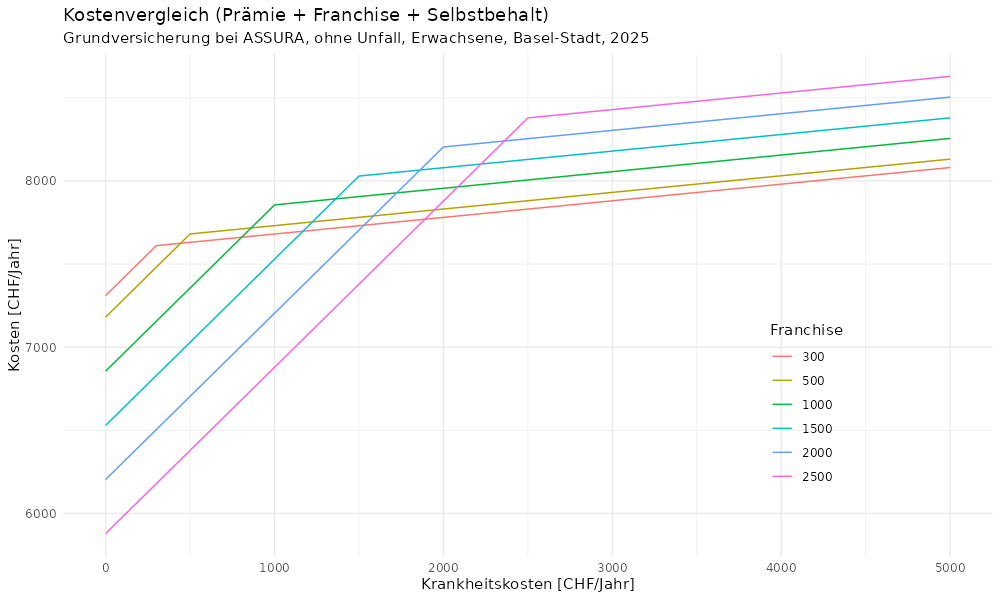 Kostenvergleich (Prämie + Franchise + Selbstbehalt)
Grundversicherung bei ASSURA, ohne Unfall, Erwachsene, Basel-Stadt, 2025
Kosten [CHF/Jahr]
8000
7000
6000
Franchise
300
500
1000
1500
2000
2500
0 1000 2000 3000 4000 5000
Krankheitskosten [CHF/Jahr]